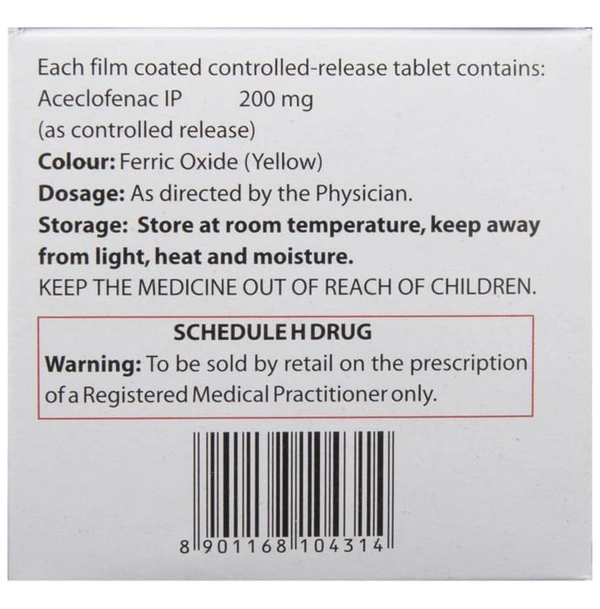 Each film coated controlled-release tablet contains:
Aceclofenac IP 200 mg
(as controlled release)
Colour: Ferric Oxide (Yellow)
Dosage: As directed by the Physician.
Storage: Store at room temperature, keep away
from light, heat and moisture.
KEEP THE MEDICINE OUT OF REACH OF CHILDREN.
SCHEDULE H DRUG
Warning: To be sold by retail on the prescription
of a Registered Medical Practitioner only.
8 901168 104314